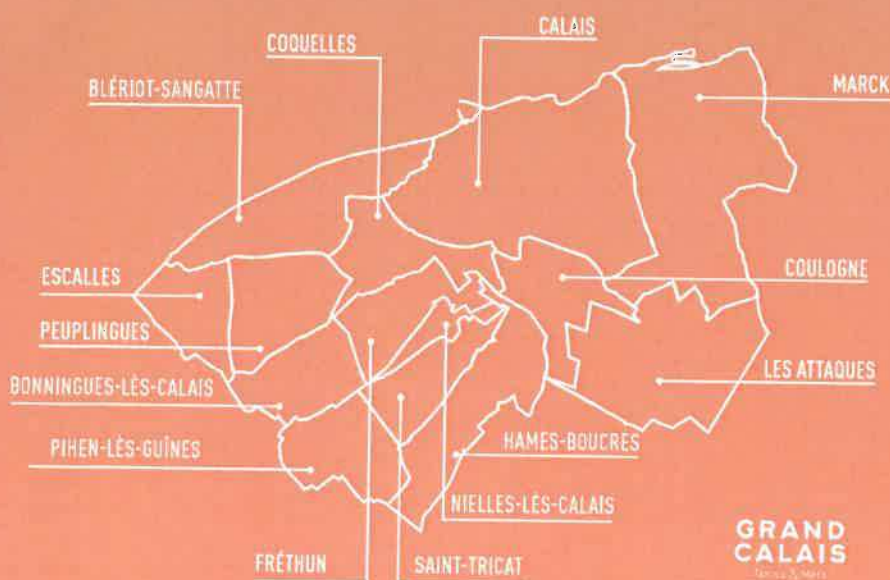 COQUELLES
CALAIS
BLÉRIOT-SANGATTE
MARCK
ESCALLES
COULOGNE
PEUPLINGUES
BONNINGUES-LÈS-CALAIS
LES ATTAQUES
PIHEN-LÈS-GUÎNES
HAMES-BOUCRES
NIELLES-LÈS-CALAIS
FRÉTHUN
SAINT-TRICAT
GRAND
CALAIS